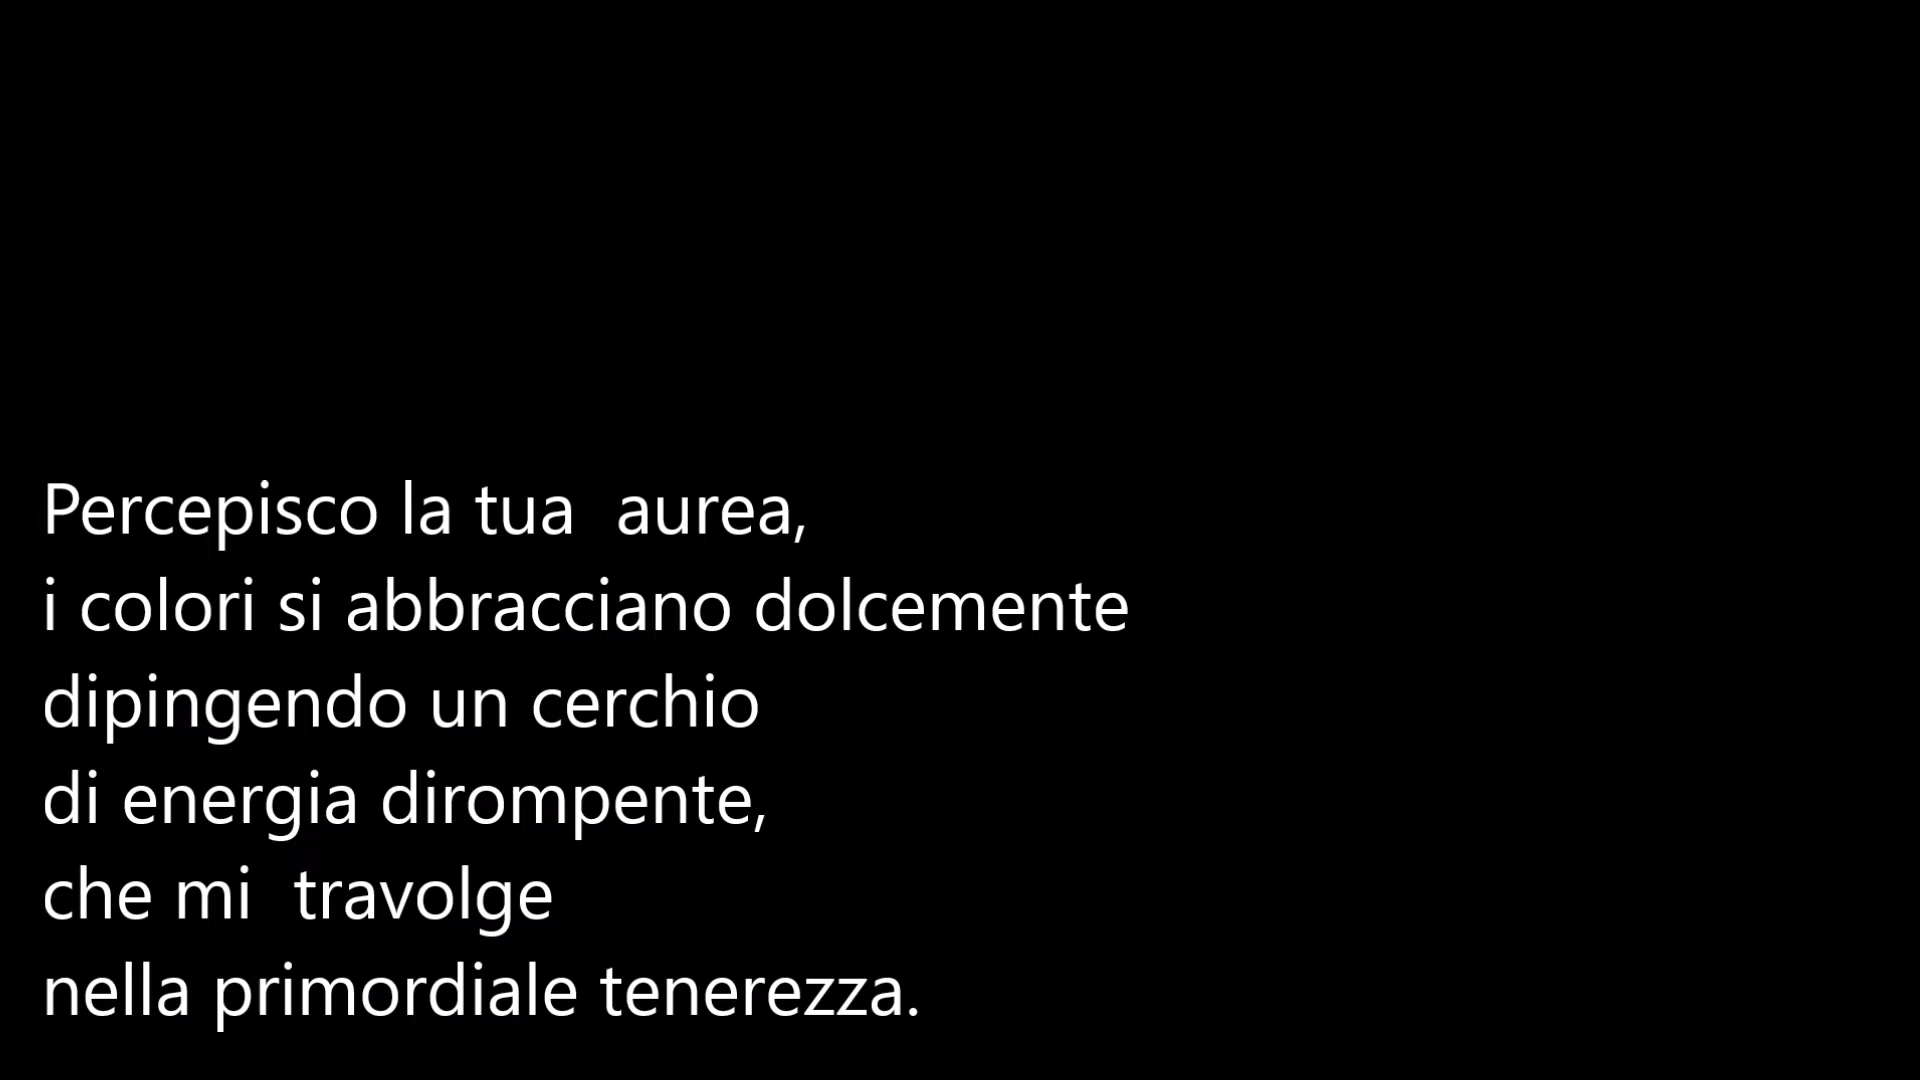 Percepisco la tua  aurea,
i colori si abbracciano dolcemente
dipingendo un cerchio
di energia dirompente,
che mi  travolge
nella primordiale tenerezza.